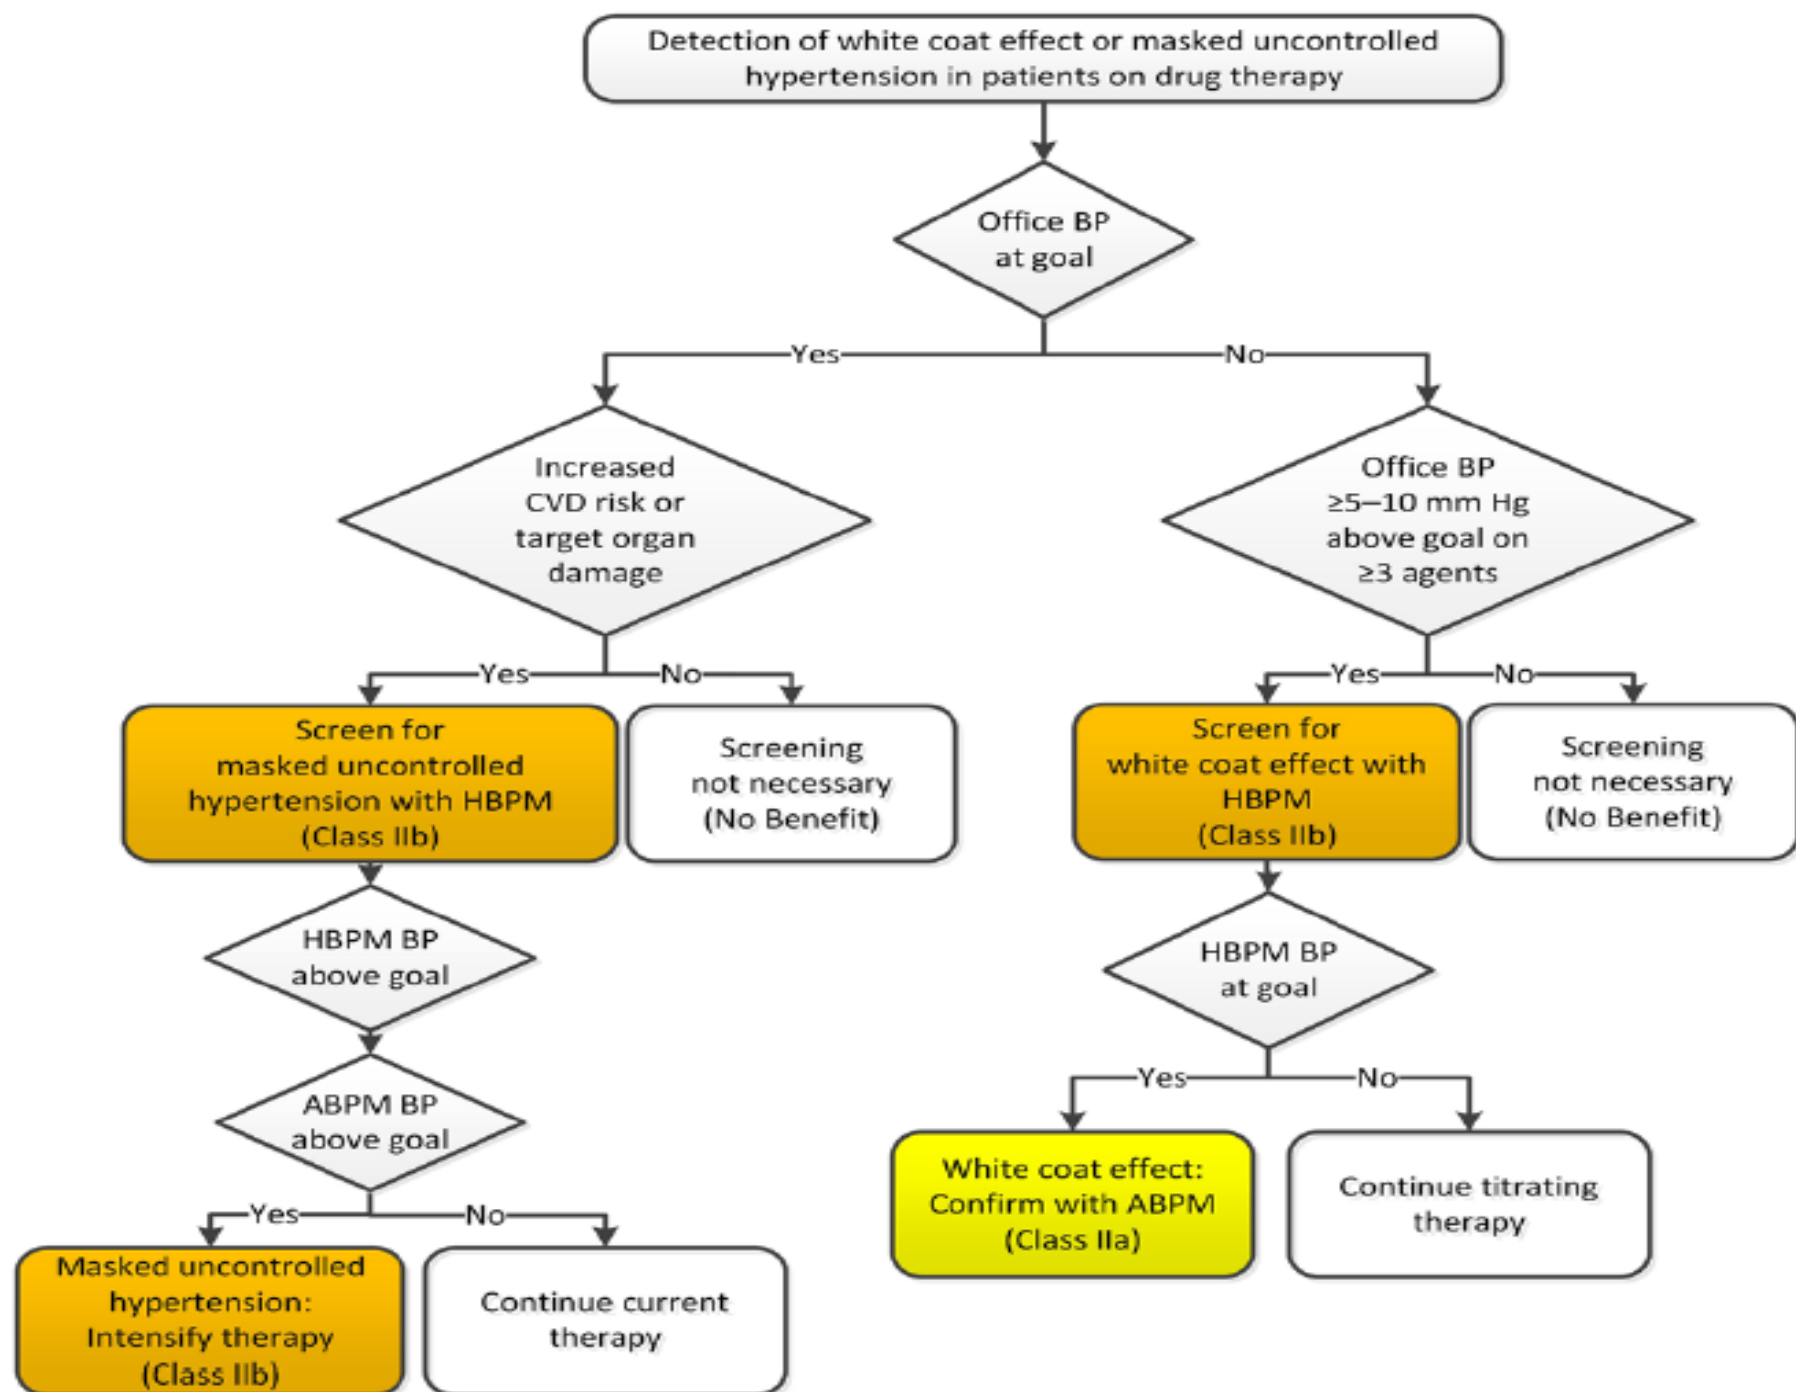 Detection of white coat effect or masked uncontrolled
hypertension in patients on drug therapy
Office BP
at goal
Yes
No
Increased
CVD risk or
target organ
damage
Office BP
≥5–10 mm Hg
above goal on
≥3 agents
Yes
No
Yes
No
Screen for
masked uncontrolled
hypertension with HBPM
(Class IIb)
Screening
not necessary
(No Benefit)
Screen for
white coat effect with
HBPM
(Class IIb)
Screening
not necessary
(No Benefit)
HBPM BP
above goal
HBPM BP
at goal
ABPM BP
above goal
Yes
No
White coat effect:
Confirm with ABPM
(Class IIa)
Continue titrating
therapy
Yes
No
Masked uncontrolled
hypertension:
Intensify therapy
(Class IIb)
Continue current
therapy